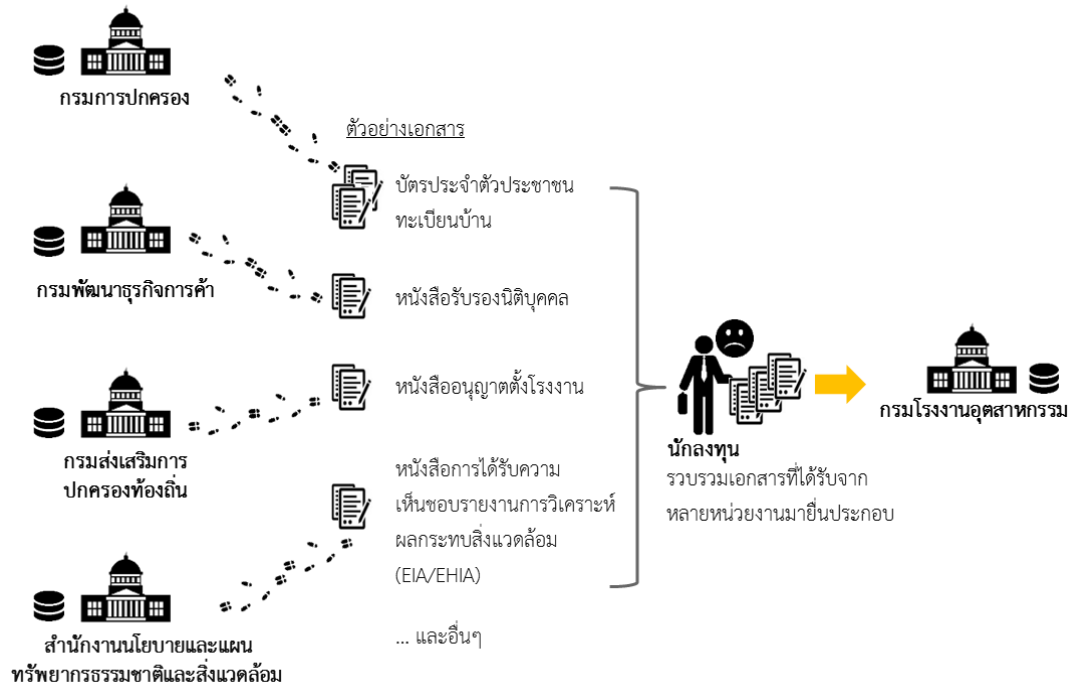 กรมการปกครอง
ตัวอย่างเอกสาร
บัตรประจำตัวประชาชน
ทะเบียนบ้าน
กรมพัฒนาธุรกิจการค้า
หนังสือรับรองนิติบุคคล
หนังสืออนุญาตตั้งโรงงาน
กรมส่งเสริมการ
ปกครองท้องถิ่น
หนังสือการได้รับความ
เห็นชอบรายงานการวิเคราะห์
ผลกระทบสิ่งแวดล้อม
(EIA/EHIA)
สำนักงานนโยบายและแผน
ทรัพยากรธรรมชาติและสิ่งแวดล้อม
... และอื่นๆ
นักลงทุน
รวบรวมเอกสารที่ได้รับจาก
หลายหน่วยงานมายื่นประกอบ
กรมโรงงานอุตสาหกรรม